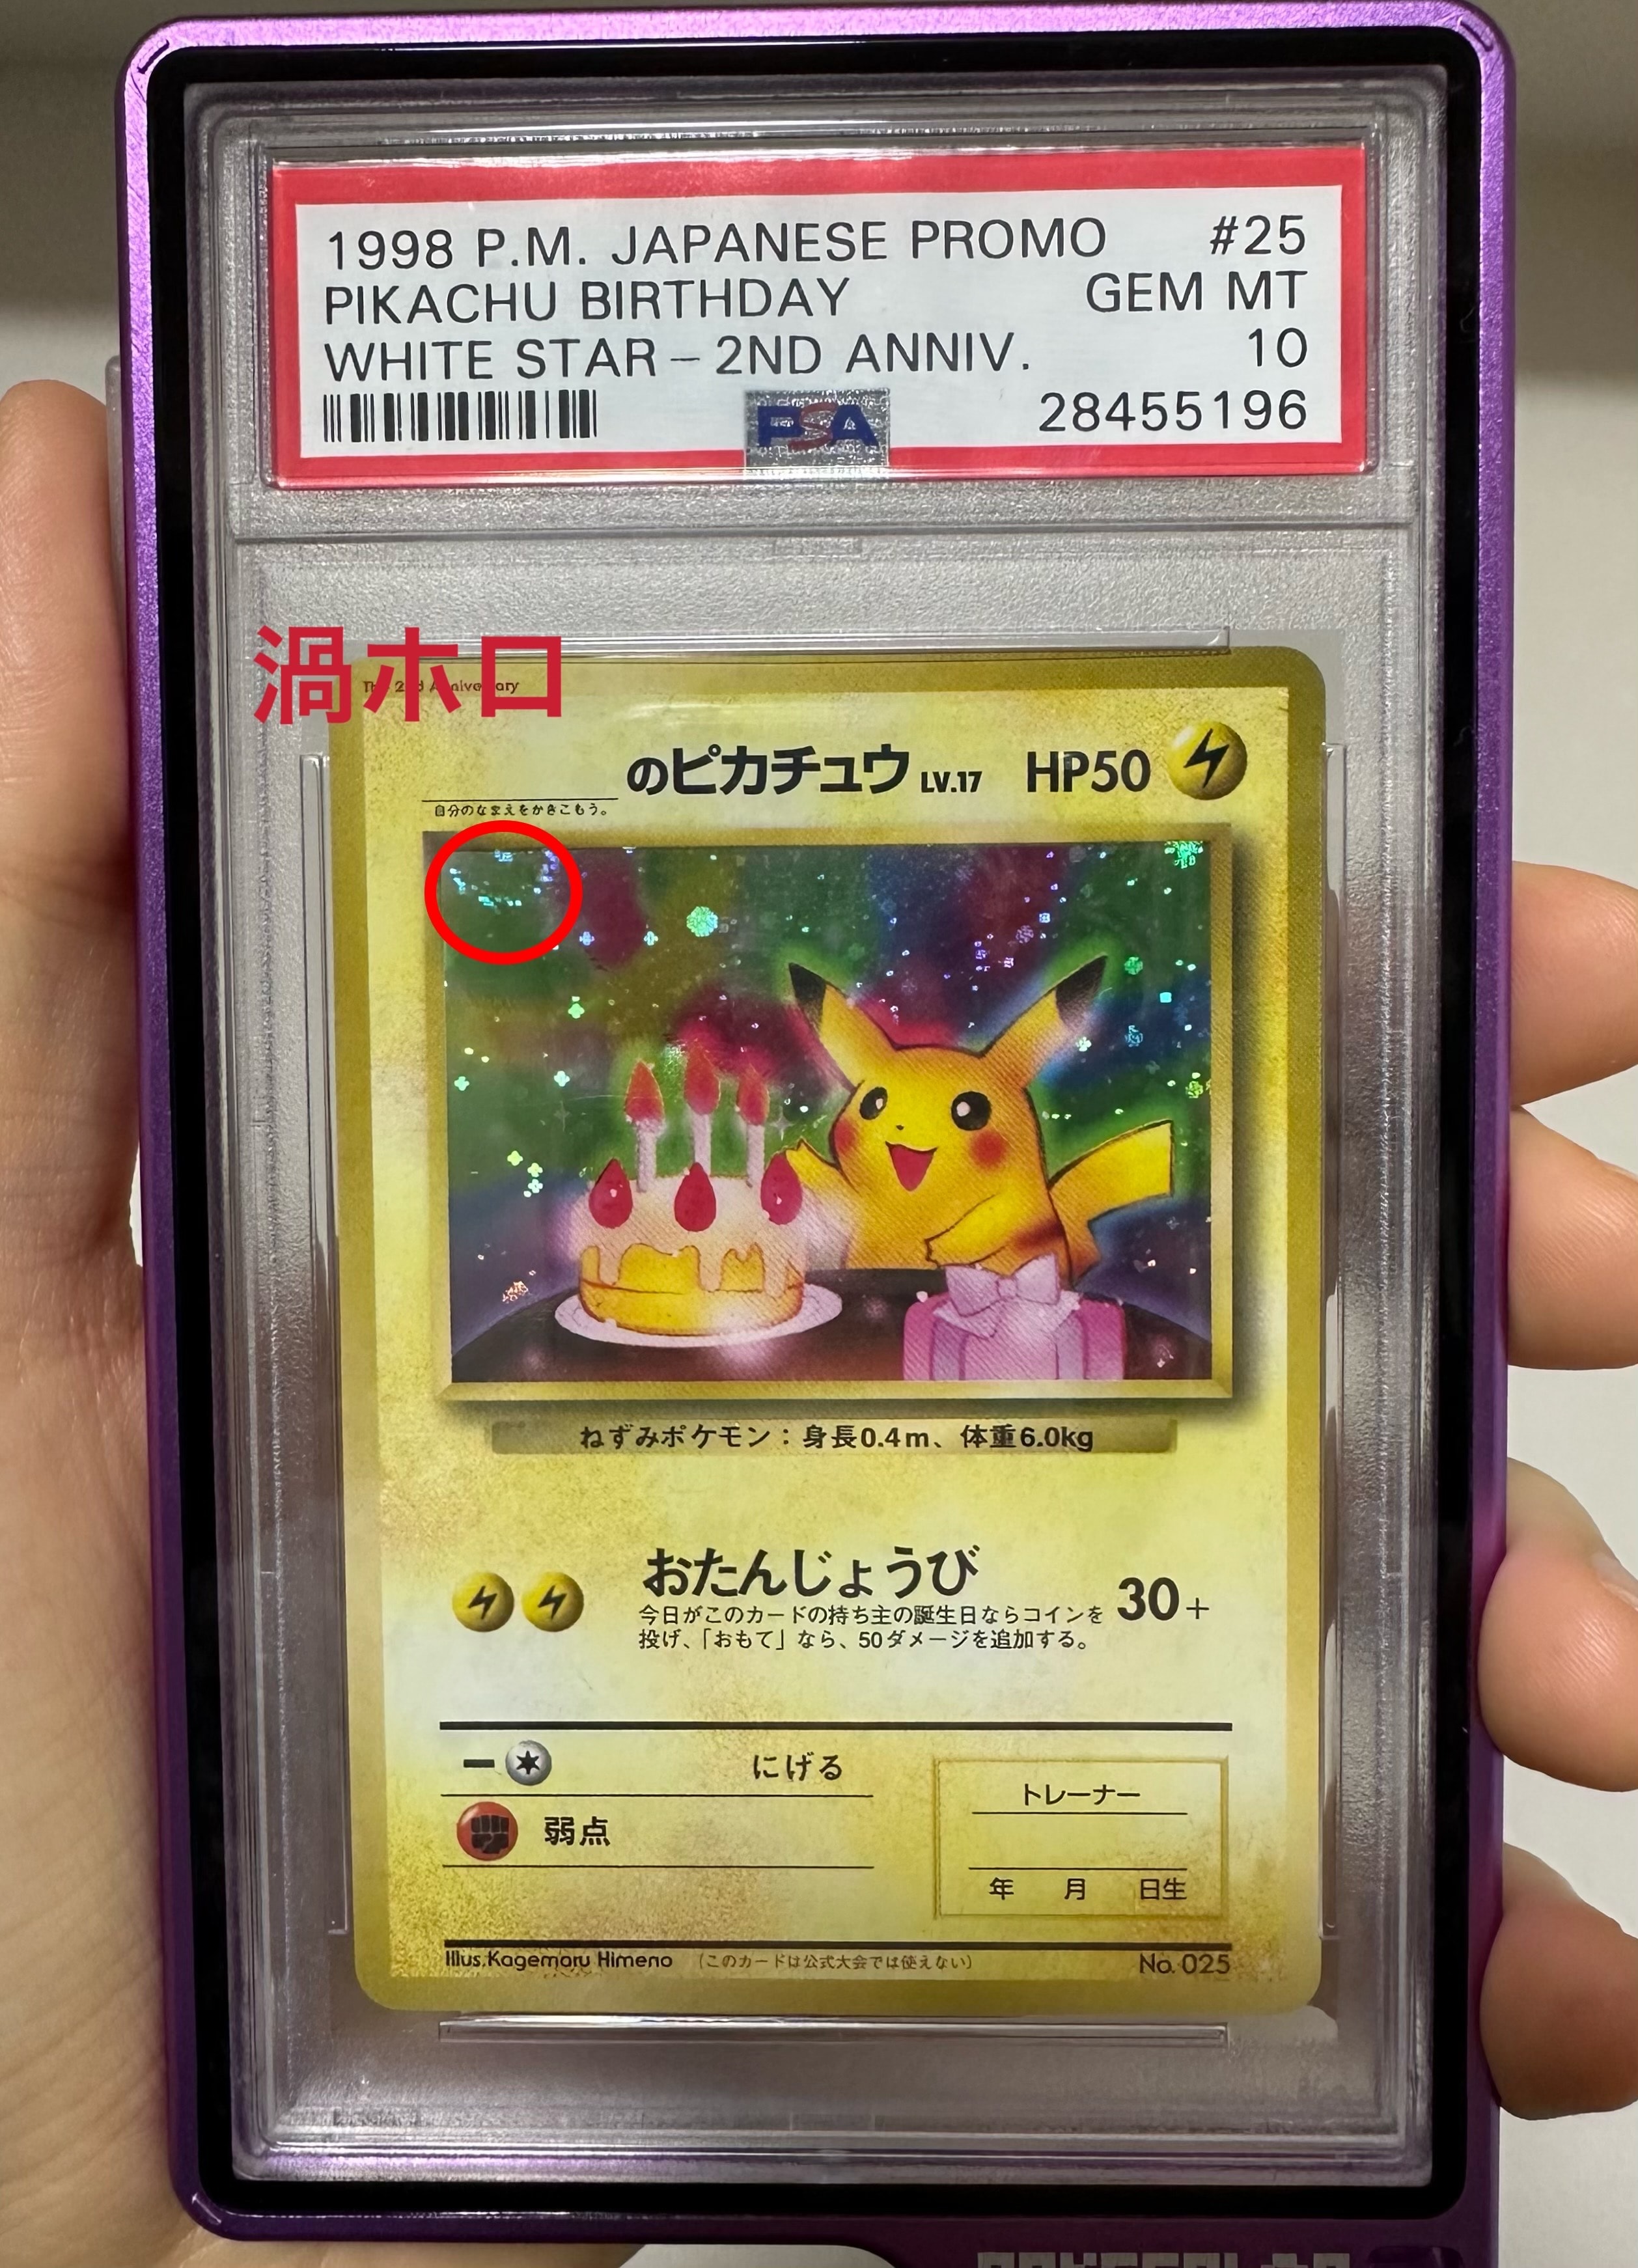 1998 P.M. JAPANESE PROMO #25
PIKACHU BIRTHDAY GEM MT
WHITE STAR - 2ND ANNIV. 10
PSA 28455196
渦ホロ
The 2nd Anniversary
のピカチュウ LV.17 HP50
自分のなまえをかきこもう。
ねずみポケモン：身長0.4m、体重6.0kg
おたんじょうび 30+
今日がこのカードの持ち主の誕生日ならコインを
投げ、「おもて」なら、50ダメージを追加する。
にげる
弱点
トレーナー
年 月 日生
Illus.Kagemaru Himeno （このカードは公式大会では使えない） No. 025